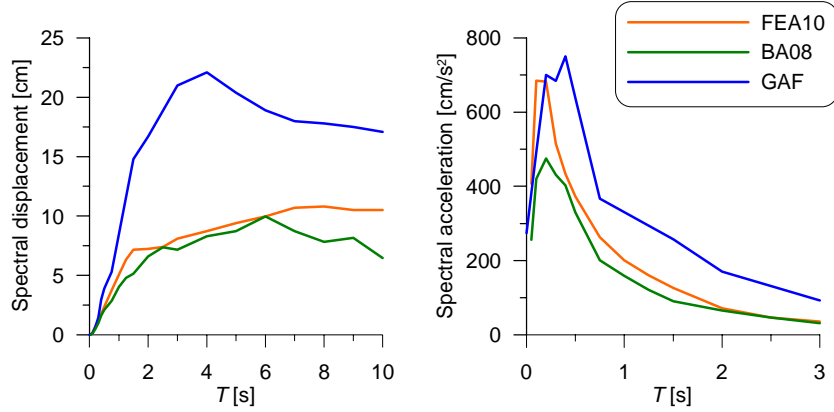 FEA10
BA08
GAF
Spectral displacement [cm]
25
20
15
10
5
0
0 2 4 6 8 10
T [s]
Spectral acceleration [cm/s²]
800
600
400
200
0
0 1 2 3
T [s]